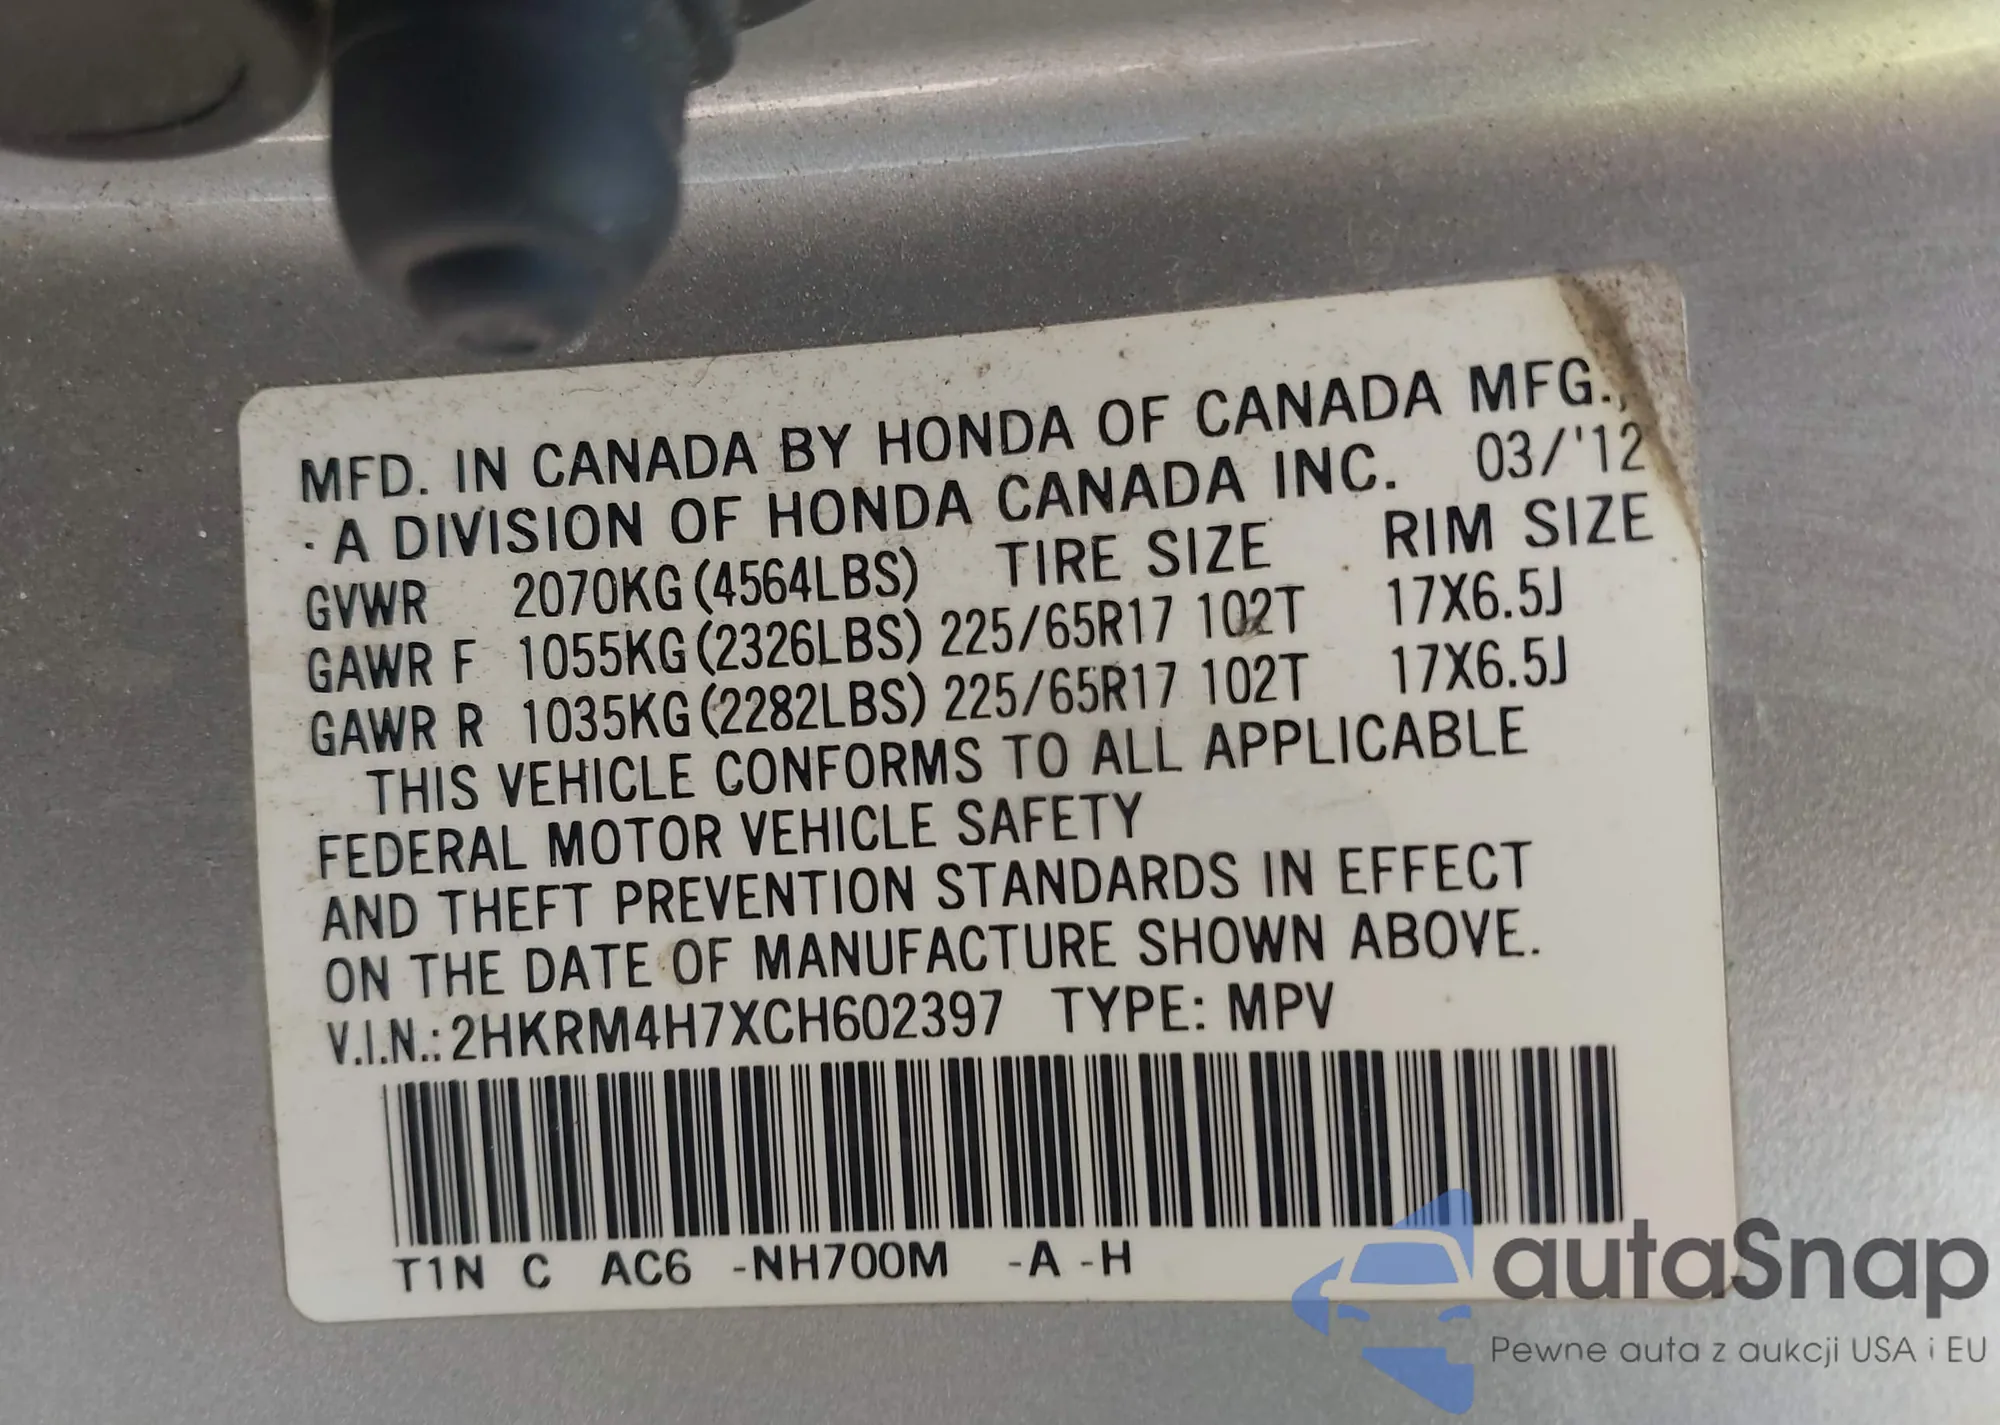 MFD. IN CANADA BY HONDA OF CANADA MFG.,
· A DIVISION OF HONDA CANADA INC. 03/'12
GVWR 2070KG (4564LBS) TIRE SIZE RIM SIZE
GAWR F 1055KG (2326LBS) 225/65R17 102T 17X6.5J
GAWR R 1035KG (2282LBS) 225/65R17 102T 17X6.5J
THIS VEHICLE CONFORMS TO ALL APPLICABLE
FEDERAL MOTOR VEHICLE SAFETY
AND THEFT PREVENTION STANDARDS IN EFFECT
ON THE DATE OF MANUFACTURE SHOWN ABOVE.
V.I.N.: 2HKRM4H7XCH602397 TYPE: MPV
T1N C AC6 -NH700M -A -H
autaSnap
Pewne auta z aukcji USA i EU